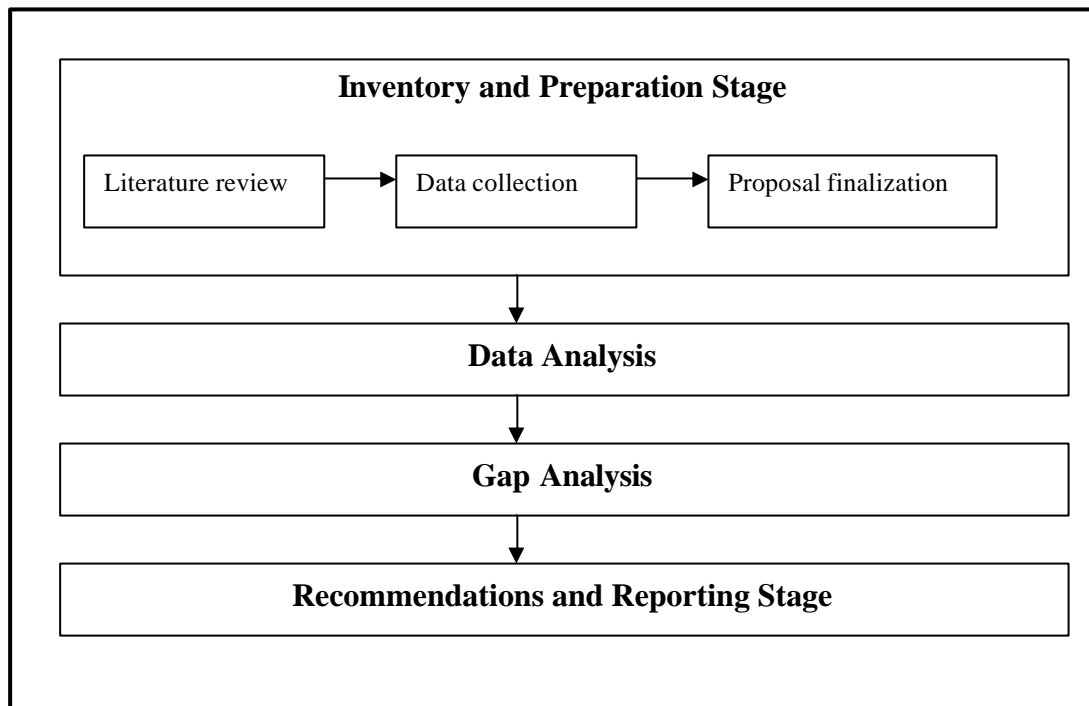 Inventory and Preparation Stage
Literature review
Data collection
Proposal finalization
Data Analysis
Gap Analysis
Recommendations and Reporting Stage